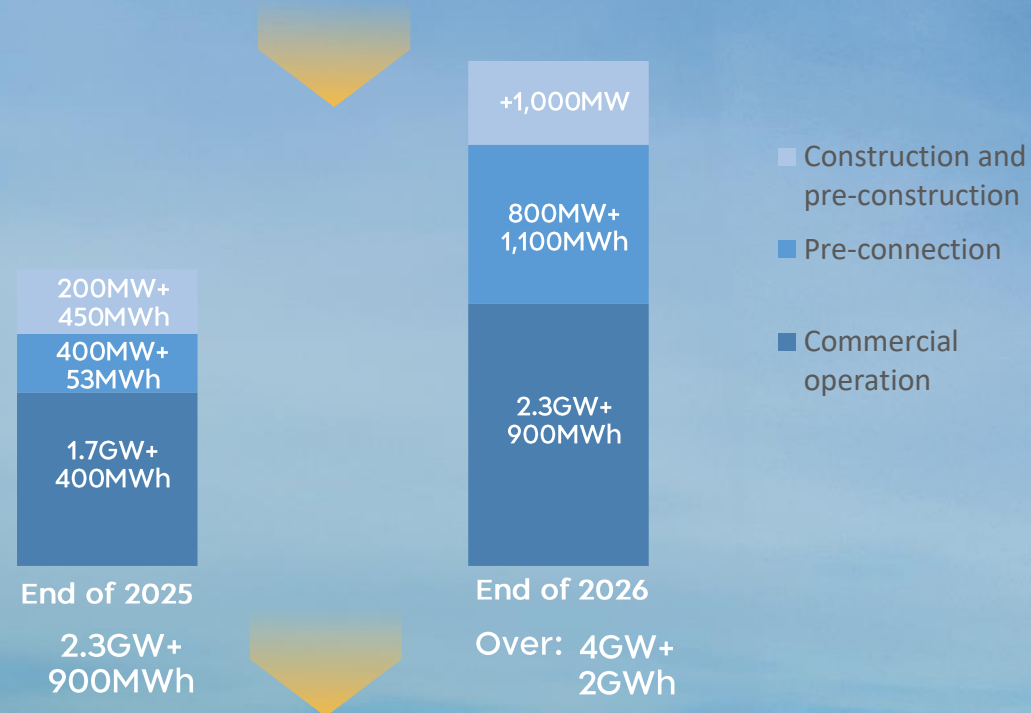 +1,000MW
800MW+
1,100MWh
2.3GW+
900MWh
200MW+
450MWh
400MW+
53MWh
1.7GW+
400MWh
Construction and
pre-construction
Pre-connection
Commercial
operation
End of 2025
2.3GW+
900MWh
End of 2026
Over: 4GW+
2GWh